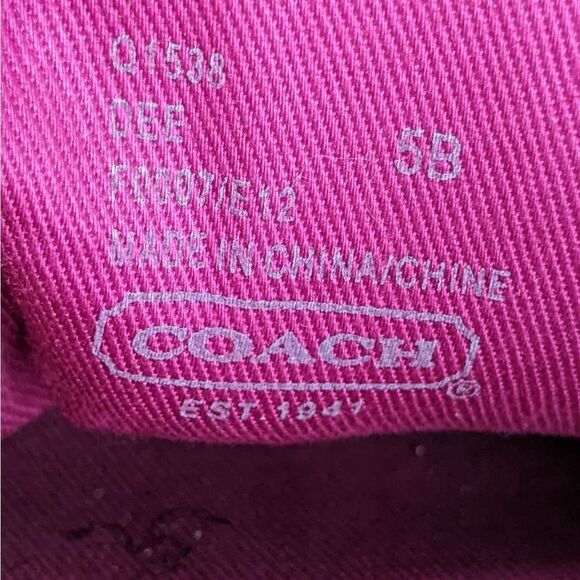 Q1538
DEE
5B
F0007/E12
MADE IN CHINA/CHINE
COACH®
EST. 1941